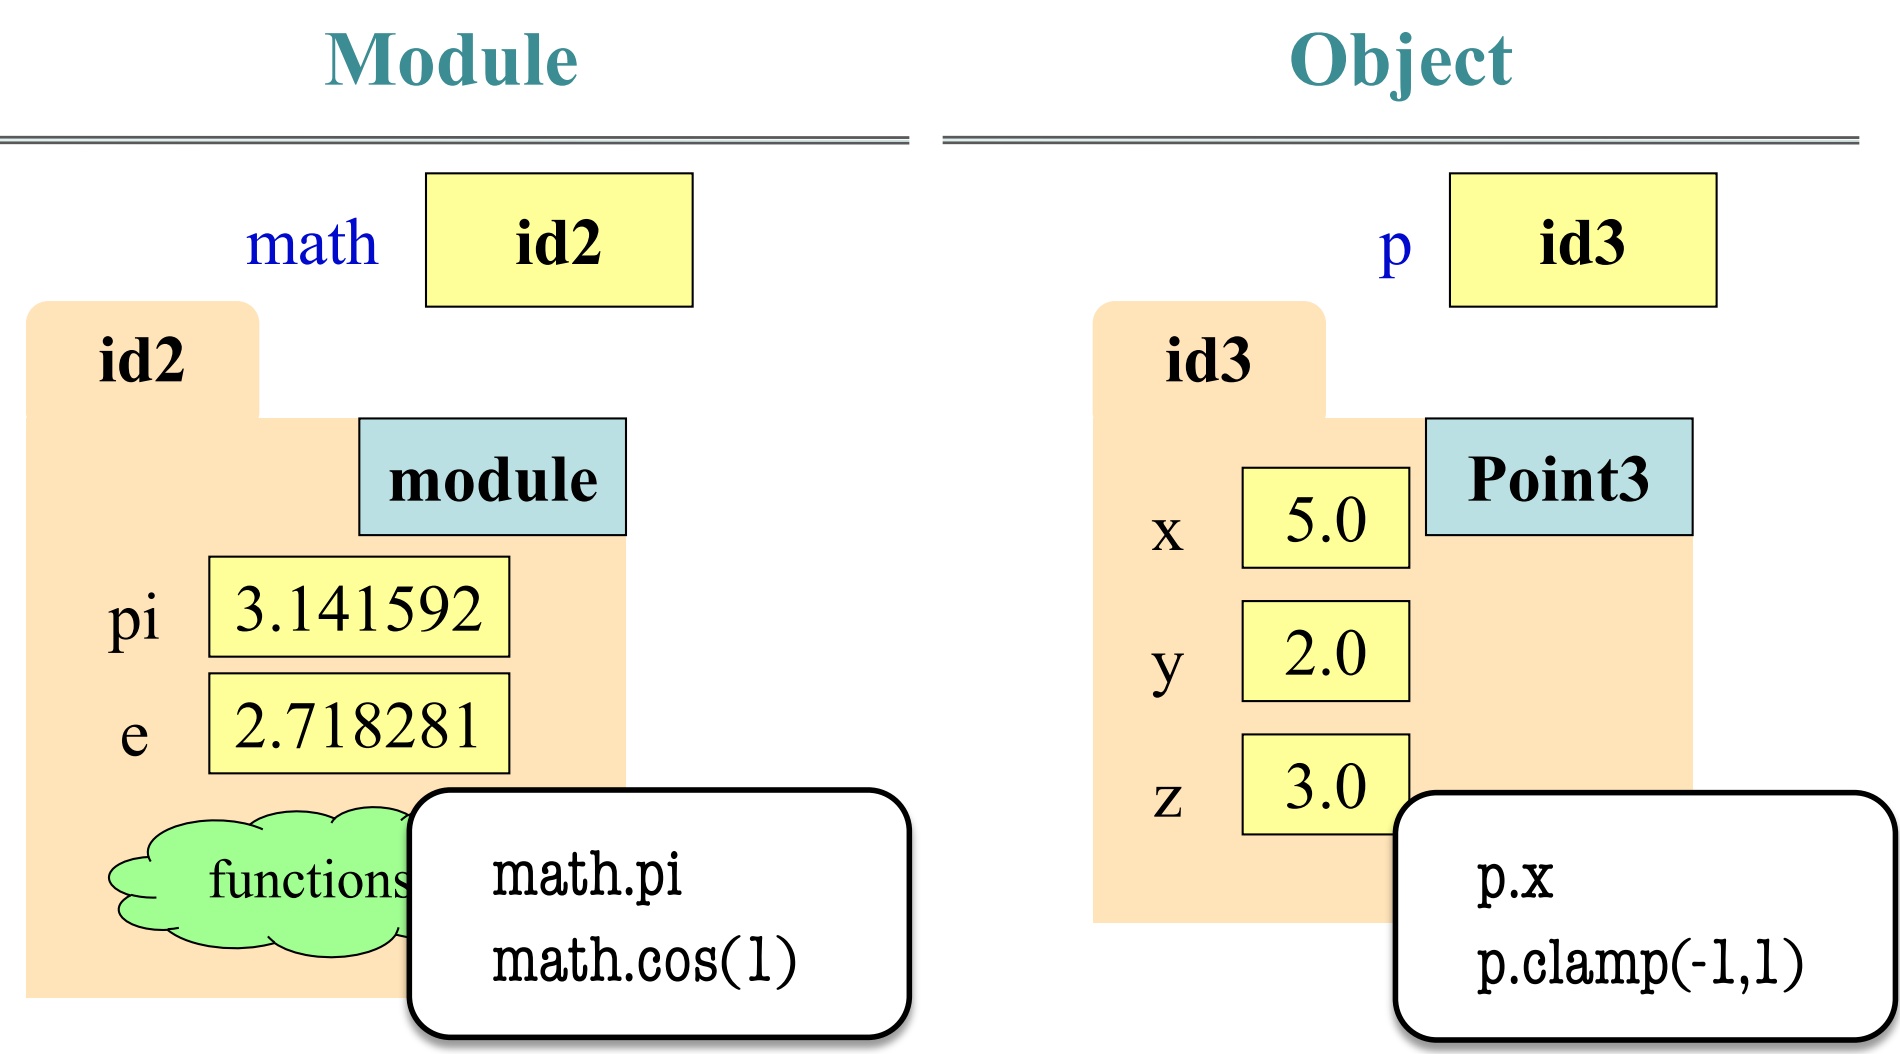 Module
math id2
id2
module
pi 3.141592
e 2.718281
functions
math.pi
math.cos(1)
Object
p id3
id3
Point3
x 5.0
y 2.0
z 3.0
p.x
p.clamp(-1,1)